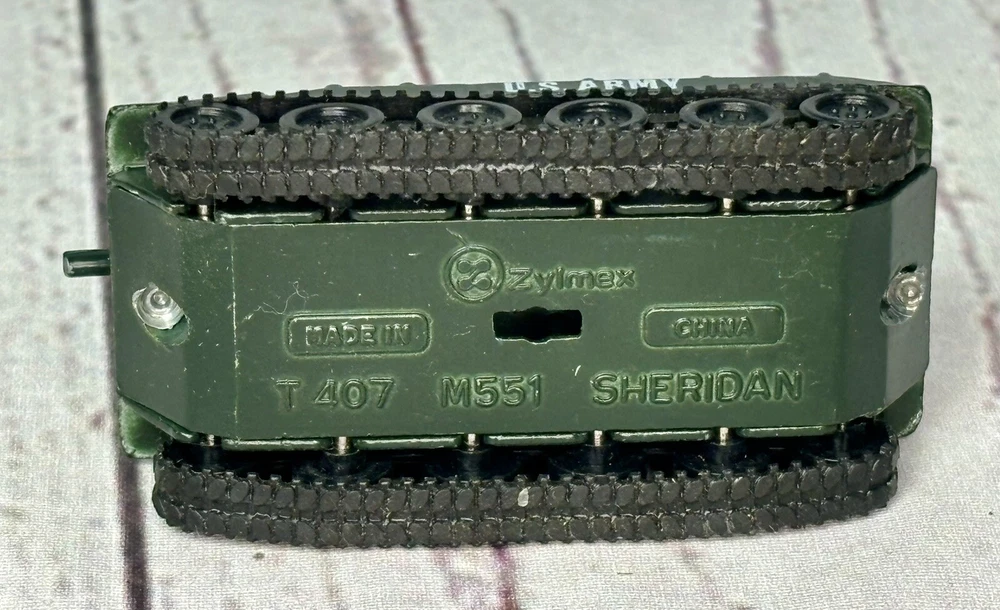 U.S. ARMY
Zylmex
MADE IN CHINA
T 407 M551 SHERIDAN